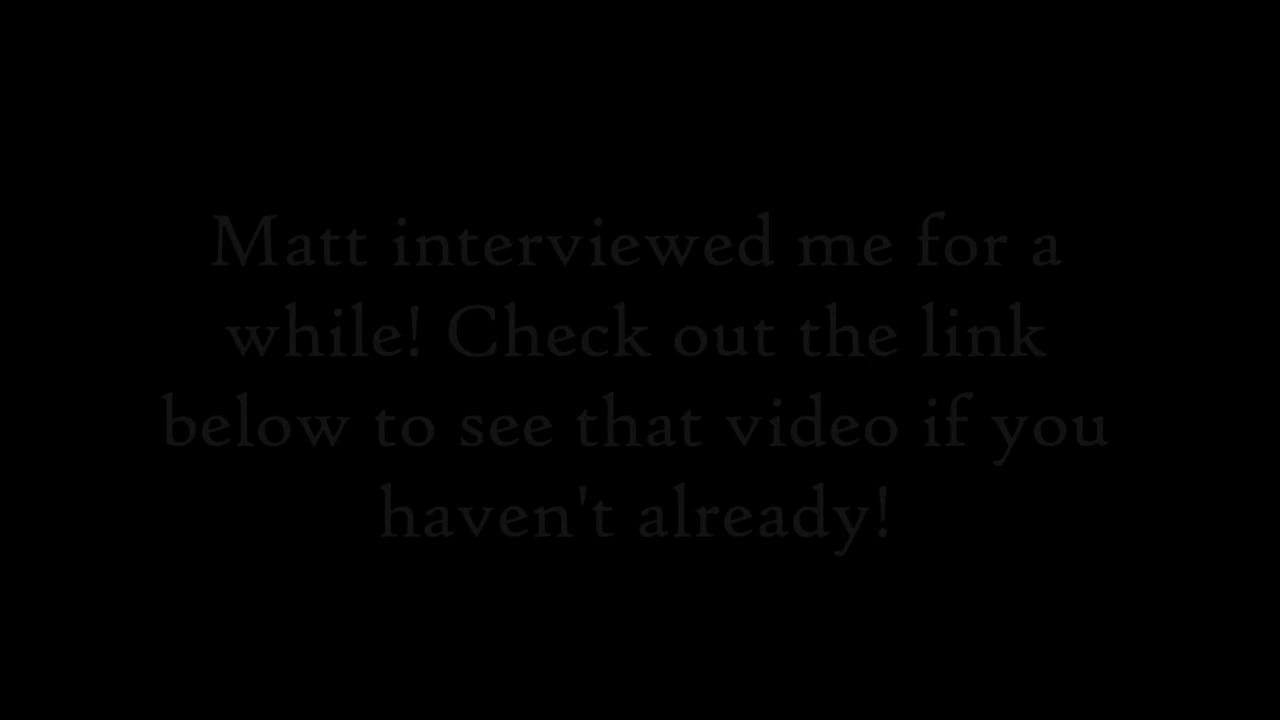 Matt interviewed me for a
while! Check out the link
below to see that video if you
haven't already!